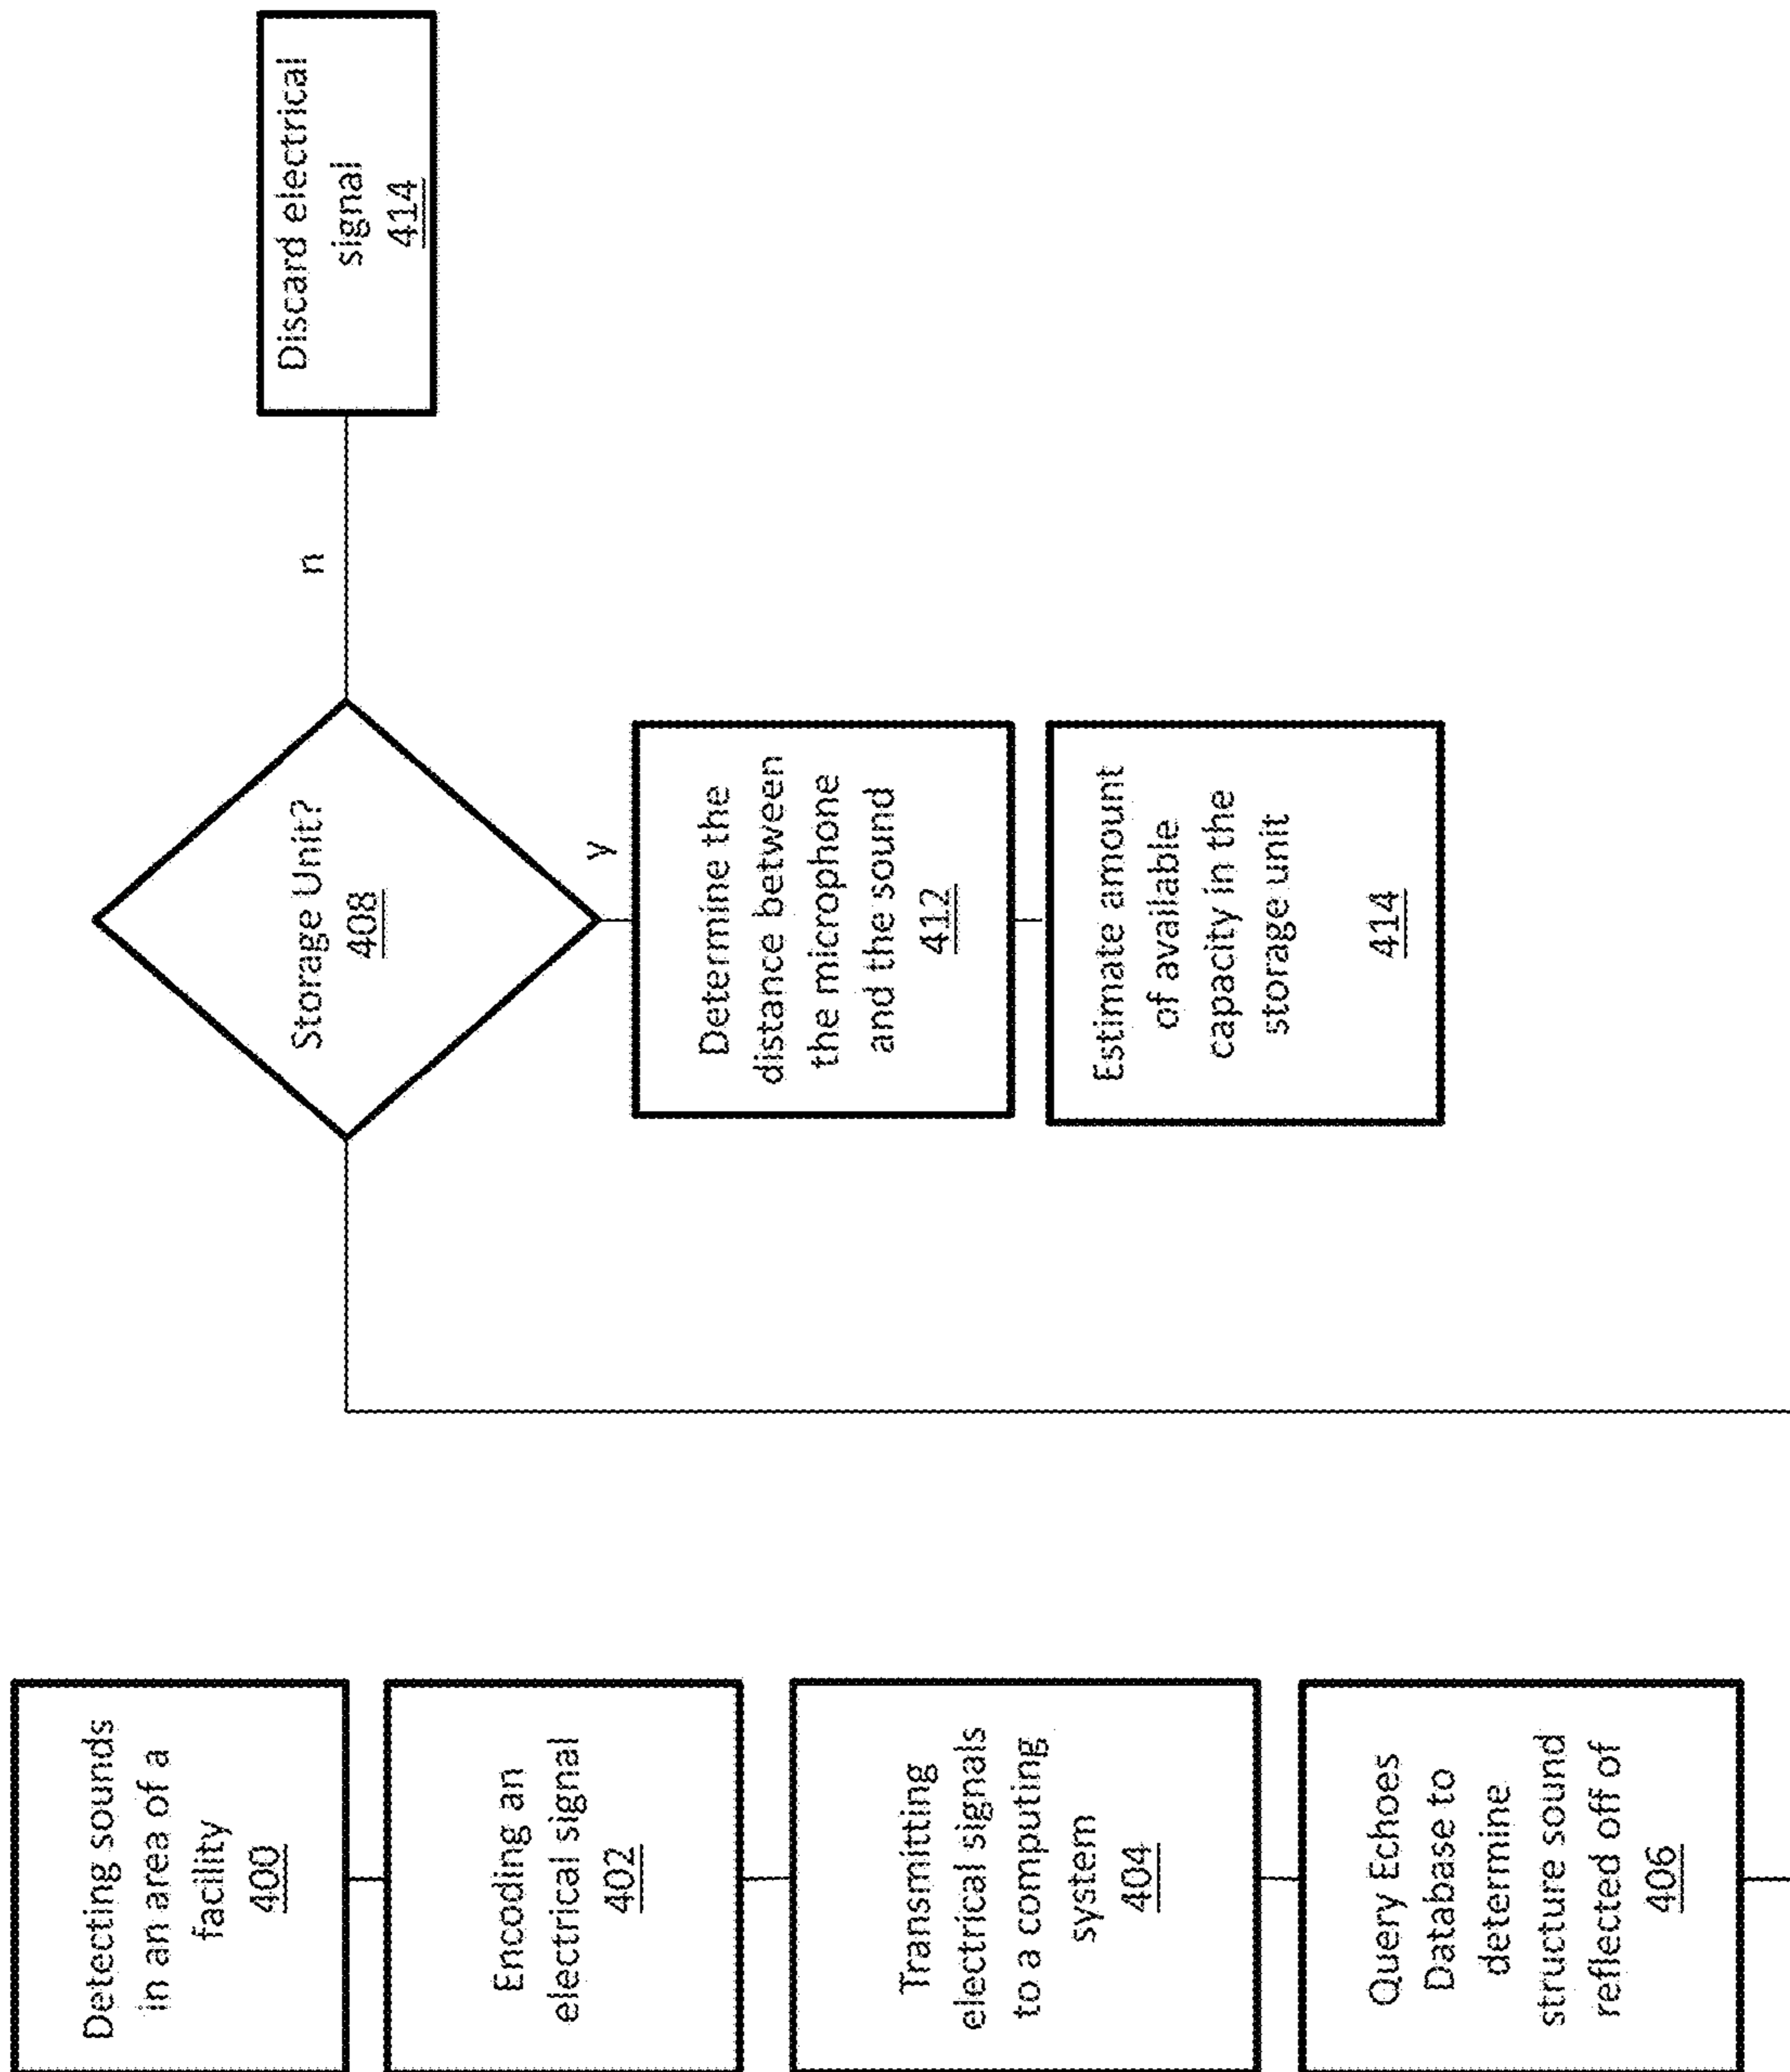 Detecting sounds
in an area of a
facility
400
Encoding an
electrical signal
402
Transmitting
electrical signals
to a computing
system
404
Query Echoes
Database to
determine
structure sound
reflected off of
406
Storage Unit?
408
n
Discard electrical
signal
414
y
Determine the
distance between
the microphone
and the sound
412
Estimate amount
of available
capacity in the
storage unit
414